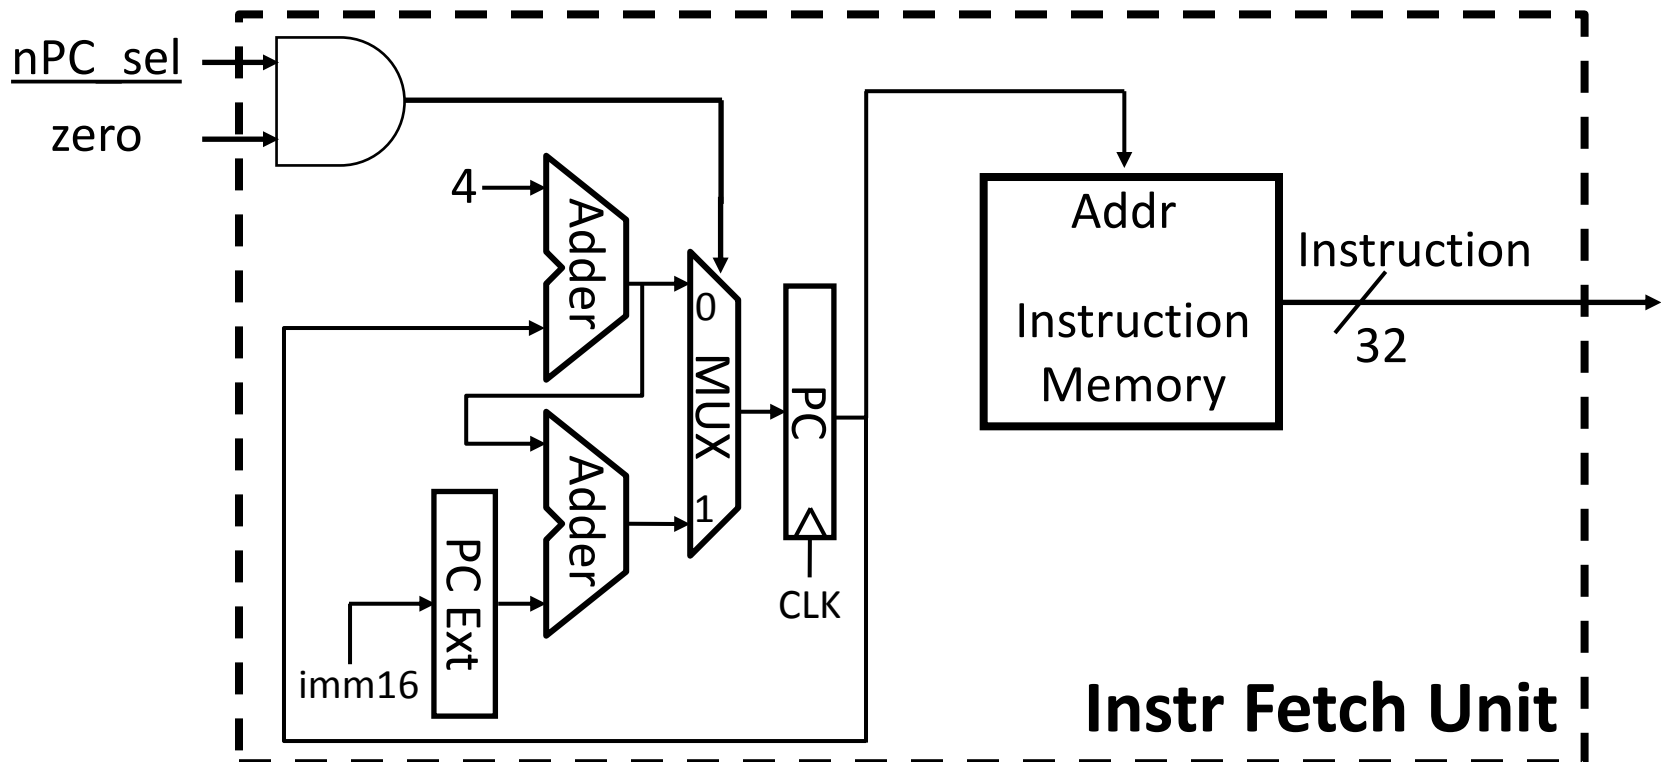 nPC_sel
zero
4
Adder
0
MUX
1
Adder
PC Ext
imm16
PC
CLK
Addr
Instruction
Memory
Instruction
32
Instr Fetch Unit